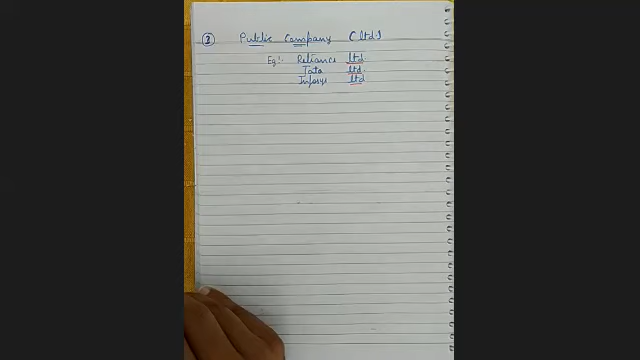 ③ Public Company (ltd.)
Eg:- Reliance ltd.
Tata ltd.
Infosys ltd